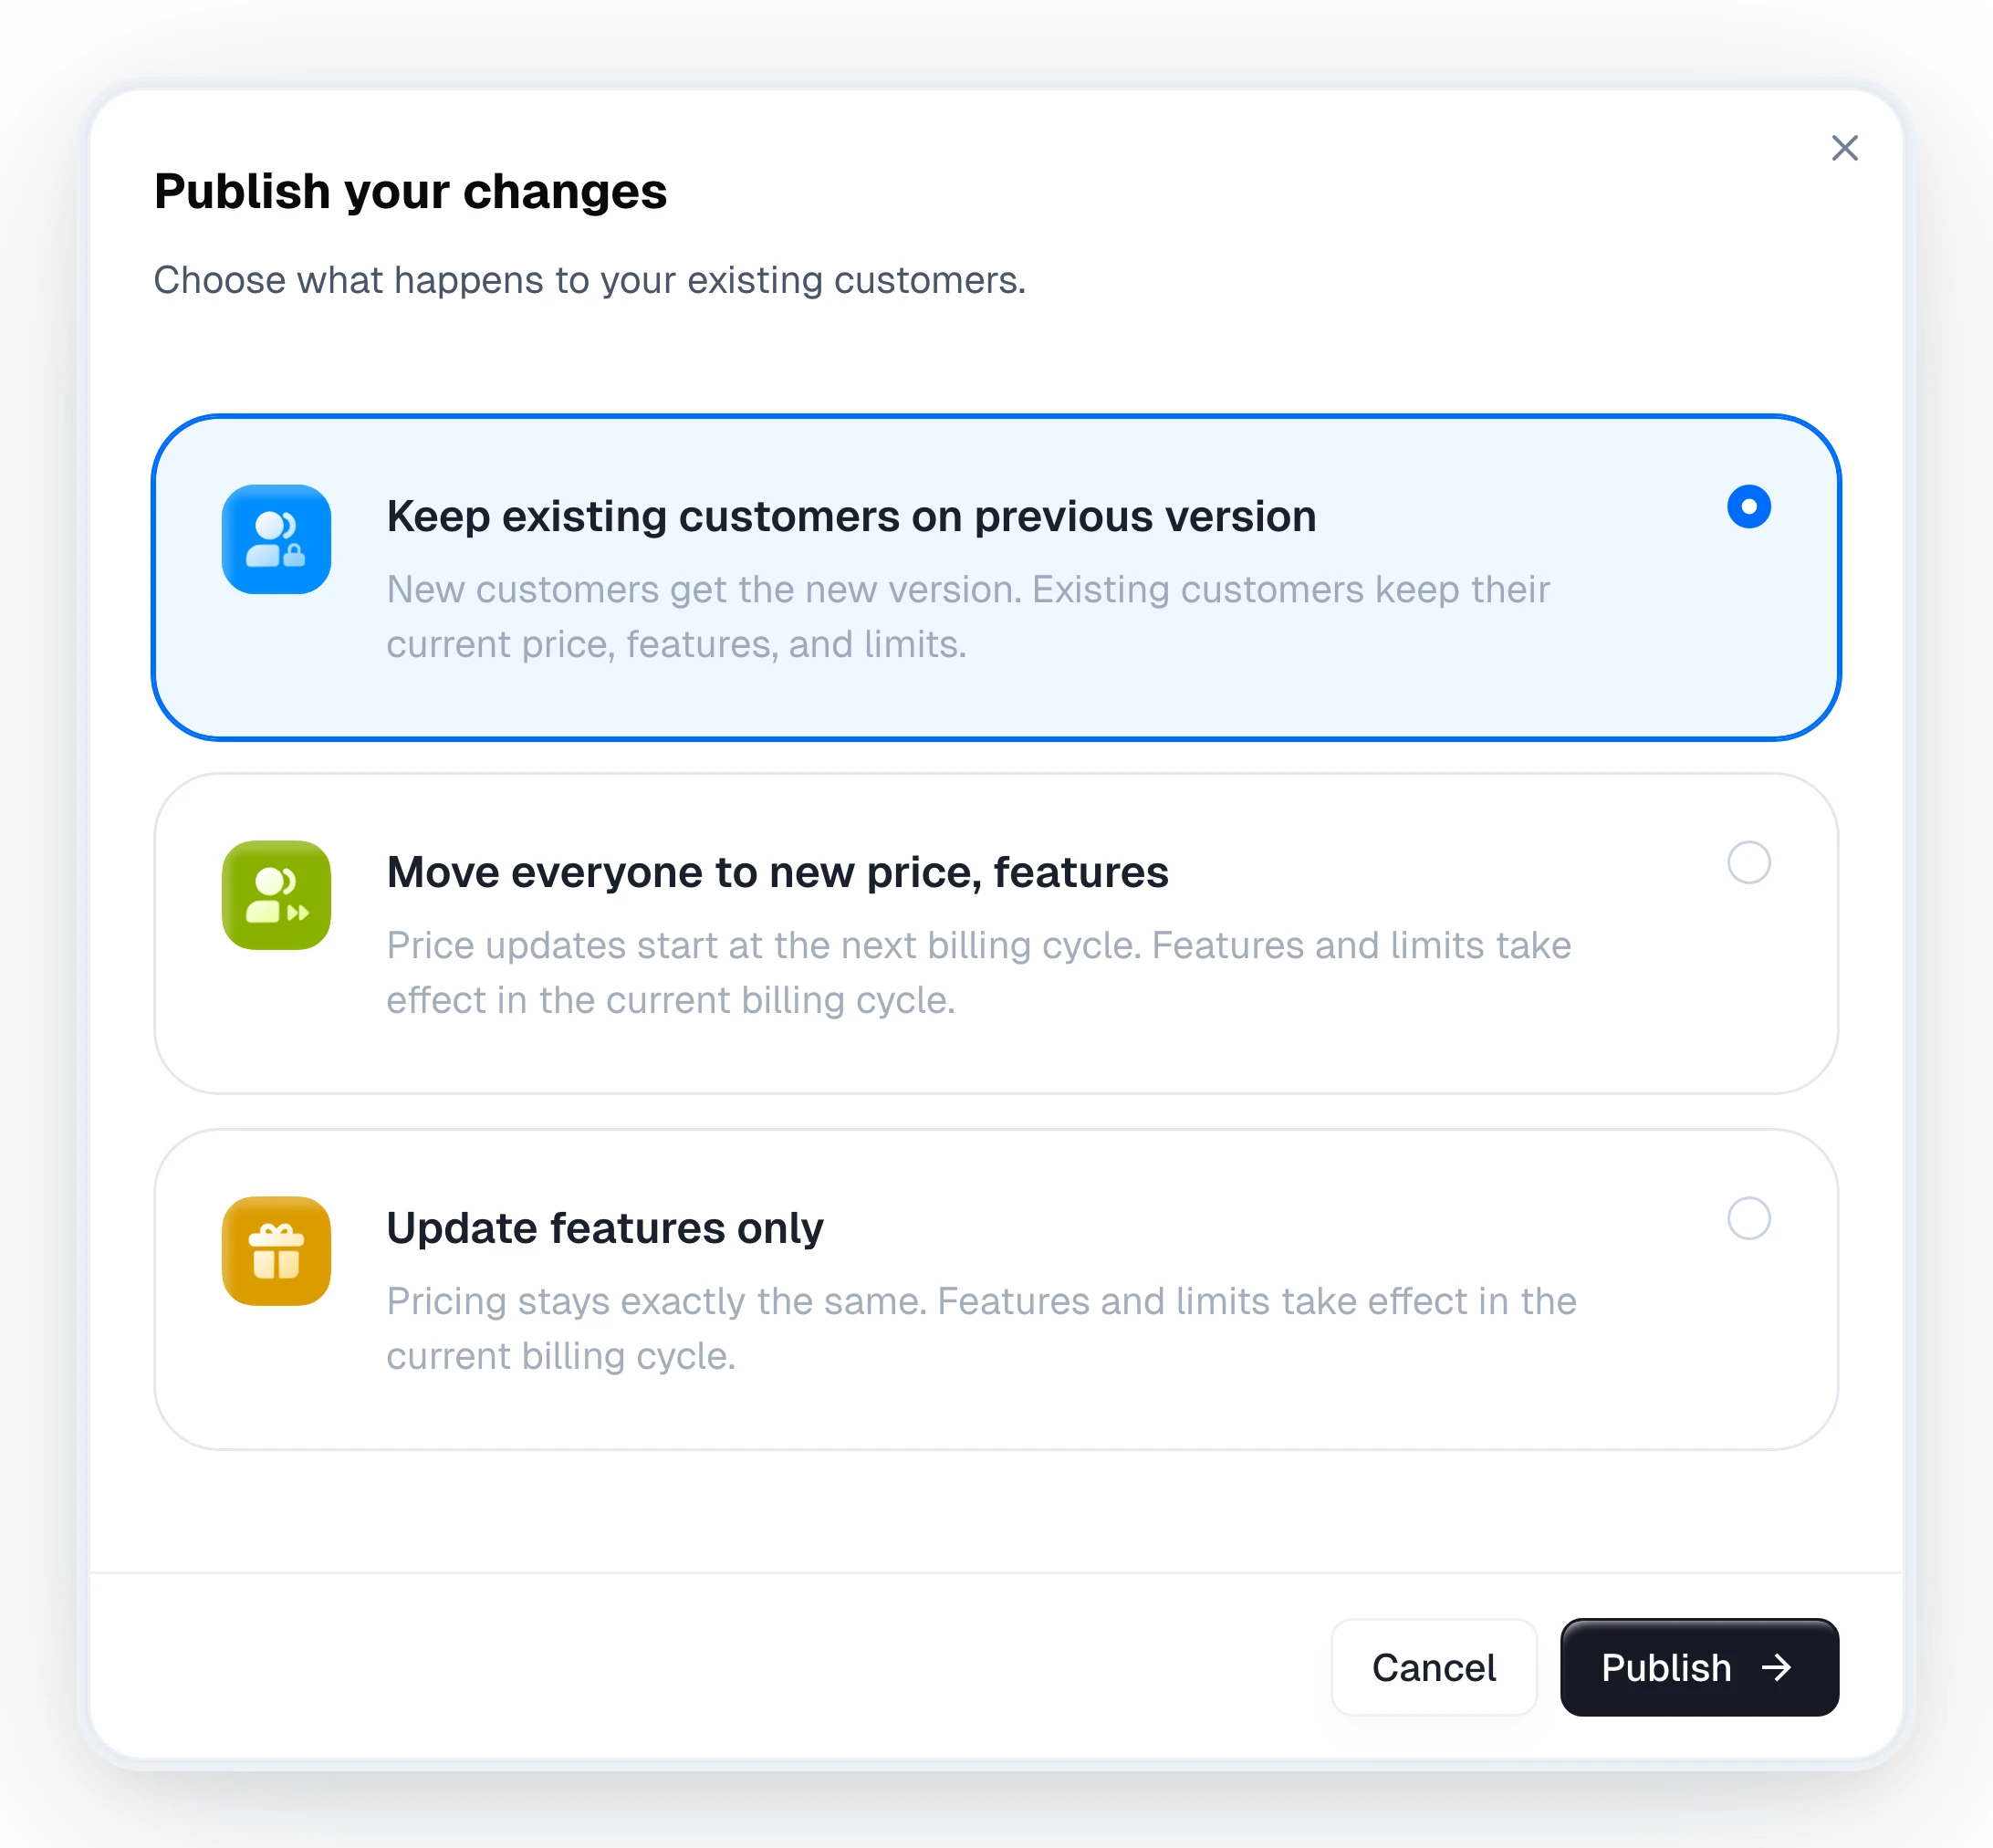 Publish your changes
Choose what happens to your existing customers.
Keep existing customers on previous version
New customers get the new version. Existing customers keep their
current price, features, and limits.
Move everyone to new price, features
Price updates start at the next billing cycle. Features and limits take
effect in the current billing cycle.
Update features only
Pricing stays exactly the same. Features and limits take effect in the
current billing cycle.
Cancel
Publish